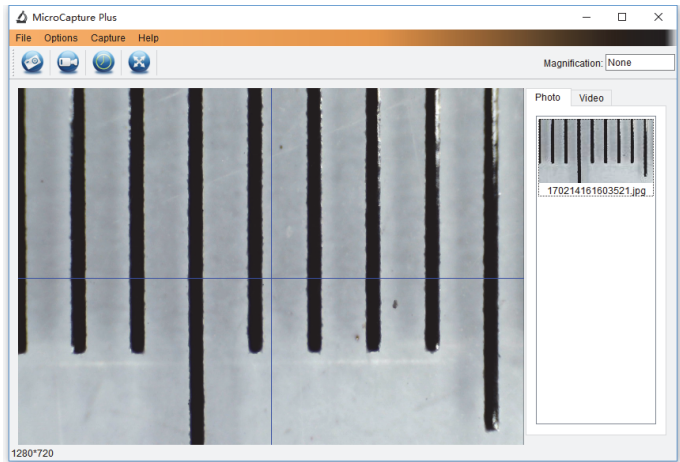 MicroCapture Plus
File Options Capture Help
Magnification: None
Photo Video
170214161603521.jpg
1280*720